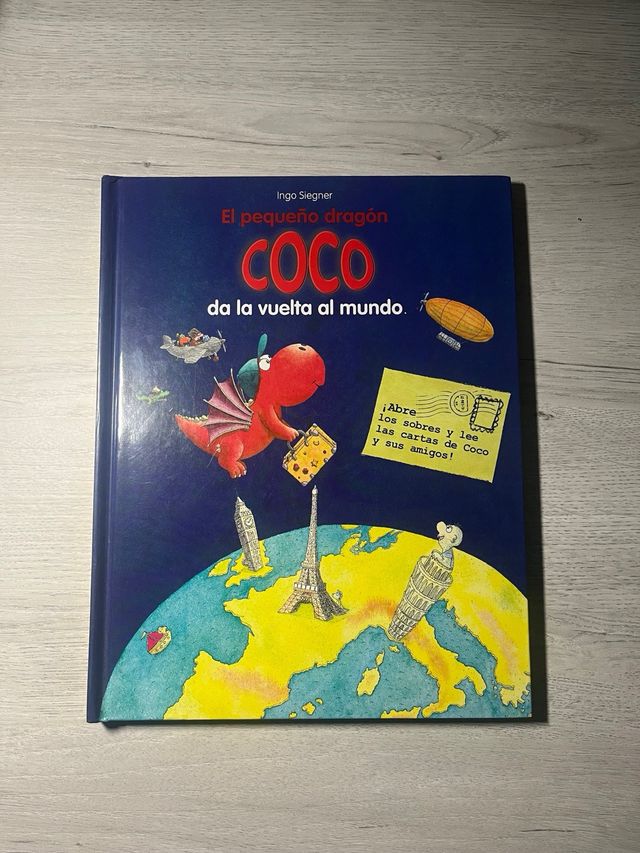 Ingo Siegner
El pequeño dragón
COCO
da la vuelta al mundo.
¡Abre
los sobres y lee
las cartas de Coco
y sus amigos!